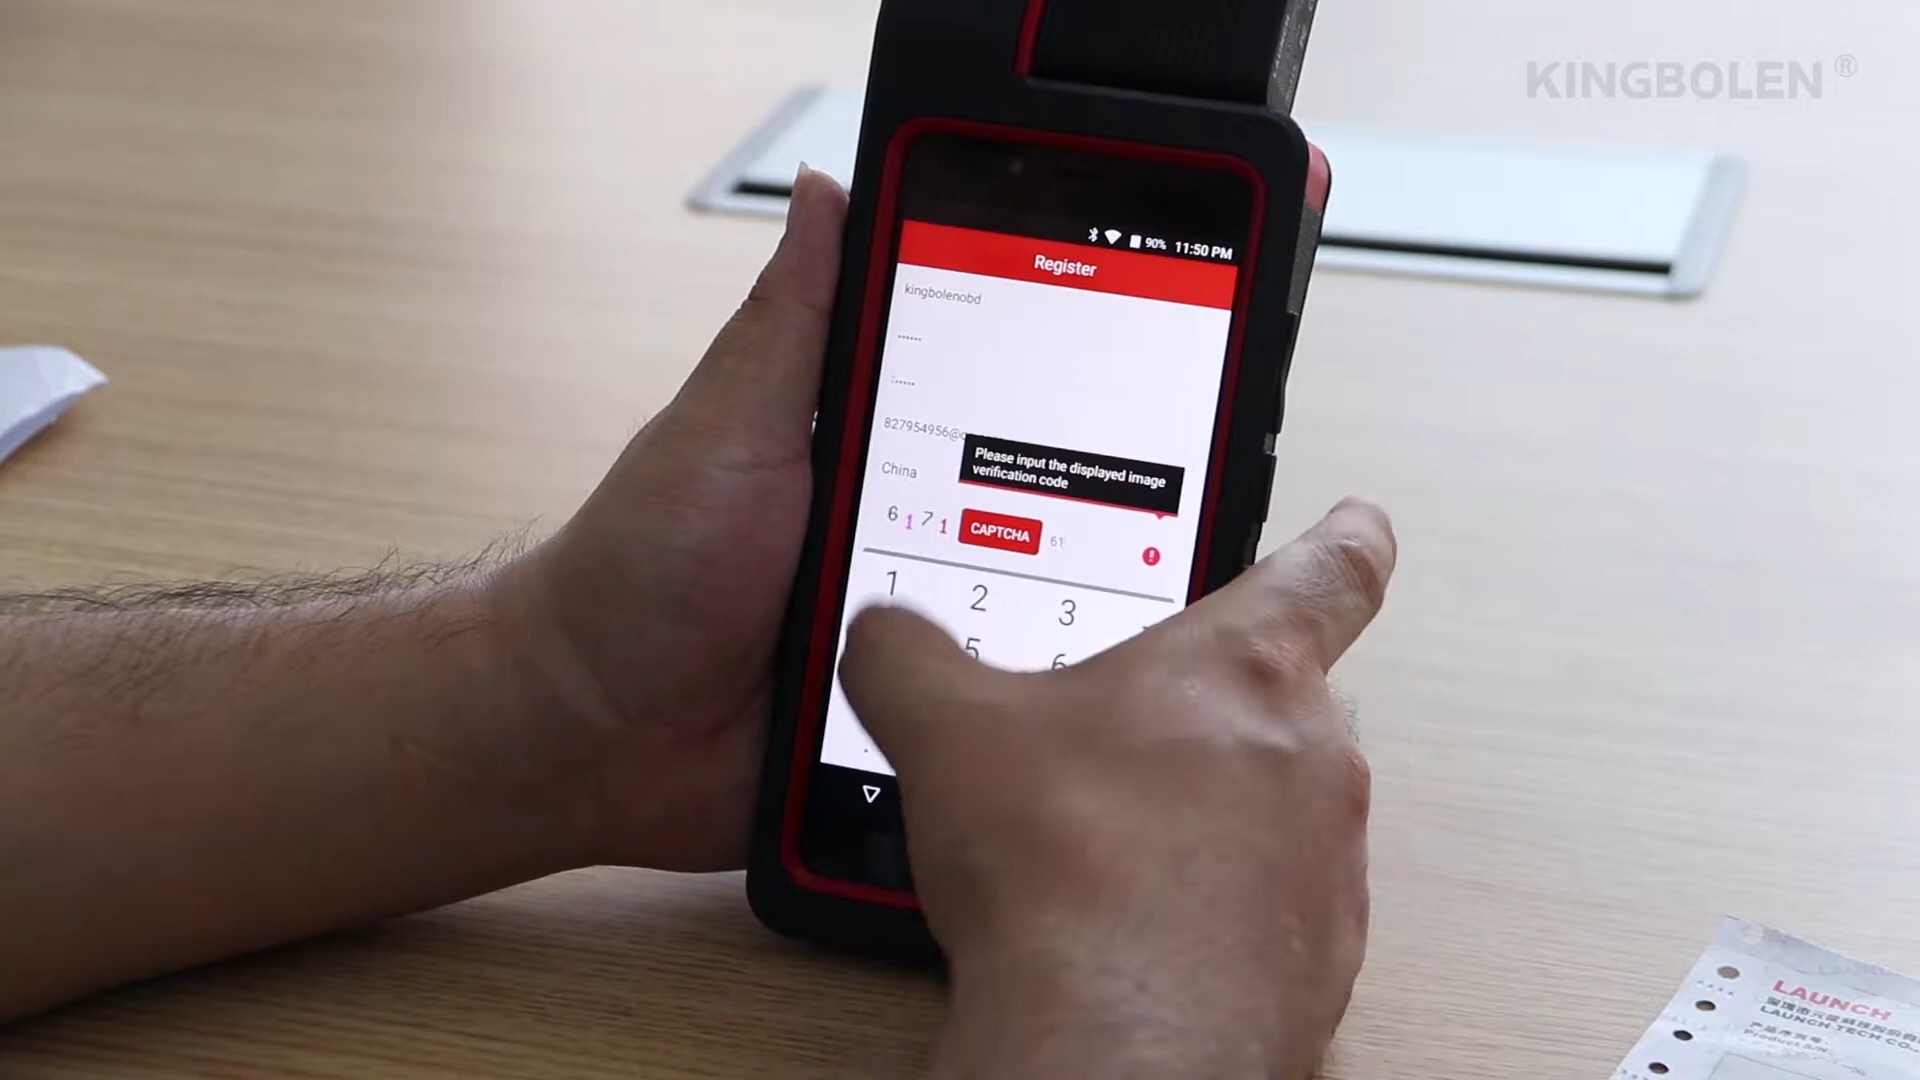 KINGBOLEN®
90% 11:50 PM
Register
kingbolenobd
827954956@
Please input the displayed image
verification code
China
6171
CAPTCHA
61
1
2
3
5
6
LAUNCH
LAUNCH TECH CO.,
Product S/N: